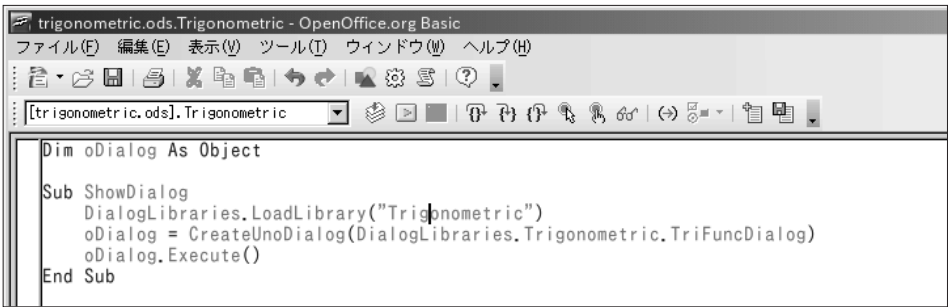 trigonometric.ods.Trigonometric - OpenOffice.org Basic
ファイル(F) 編集(E) 表示(V) ツール(T) ウィンドウ(W) ヘルプ(H)
[trigonometric.ods].Trigonometric
Dim oDialog As Object
Sub ShowDialog
DialogLibraries.LoadLibrary("Trigonometric")
oDialog = CreateUnoDialog(DialogLibraries.Trigonometric.TriFuncDialog)
oDialog.Execute()
End Sub